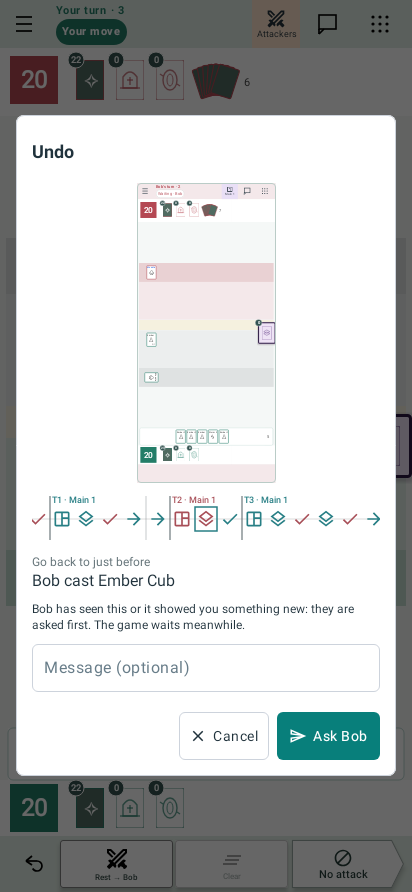 Your turn · 3
Your move
Attackers
20
22
0
0
6
Undo
20
20
T1 · Main 1
T2 · Main 1
T3 · Main 1
Go back to just before
Bob cast Ember Cub
Bob has seen this or it showed you something new: they are
asked first. The game waits meanwhile.
Message (optional)
Cancel
Ask Bob
20
22
0
0
Rest → Bob
Clear
No attack